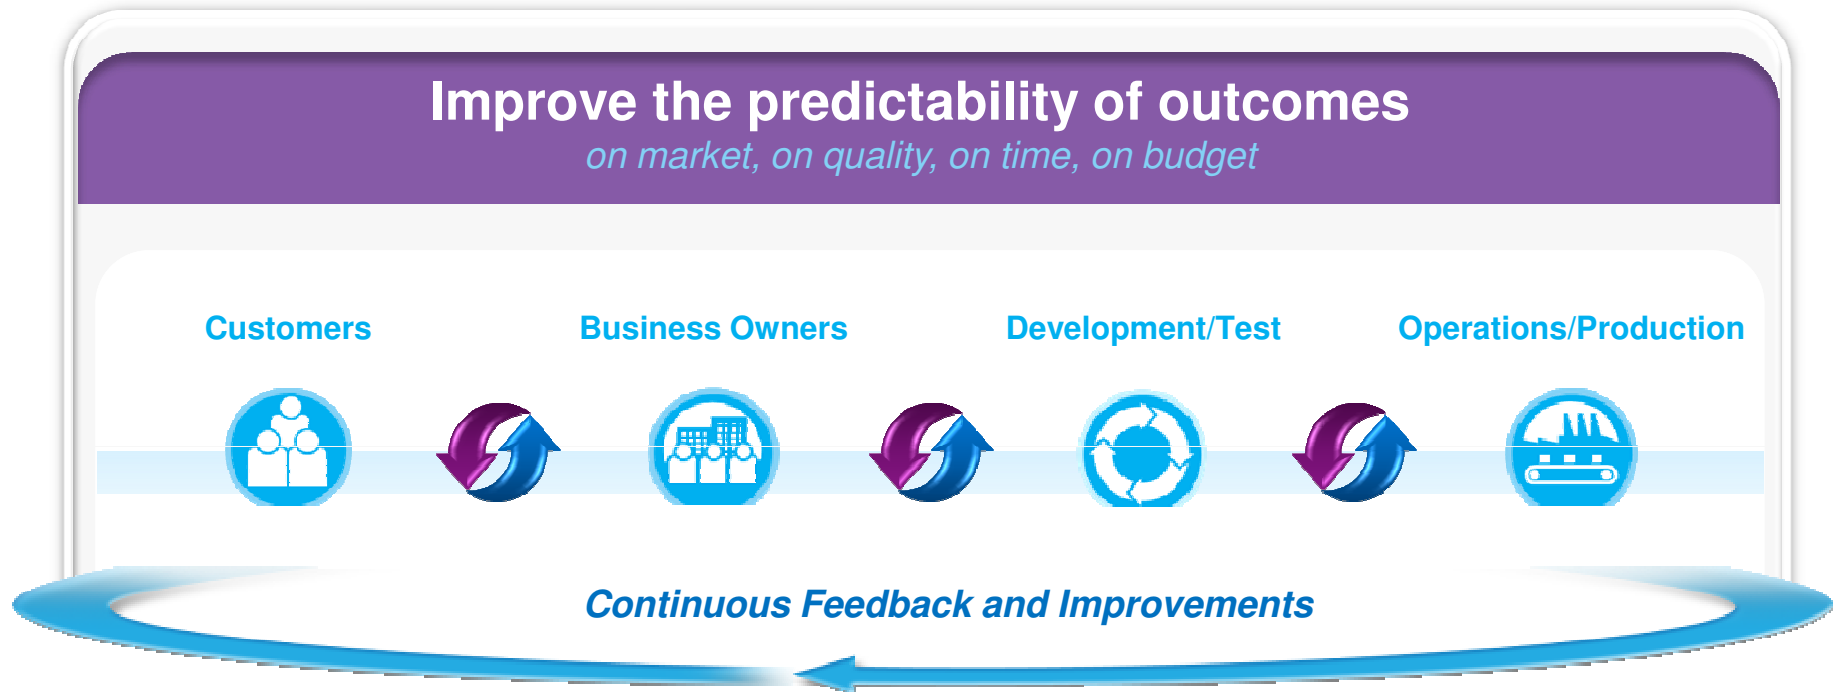 Improve the predictability of outcomes
on market, on quality, on time, on budget
Customers
Business Owners
Development/Test
Operations/Production
Continuous Feedback and Improvements